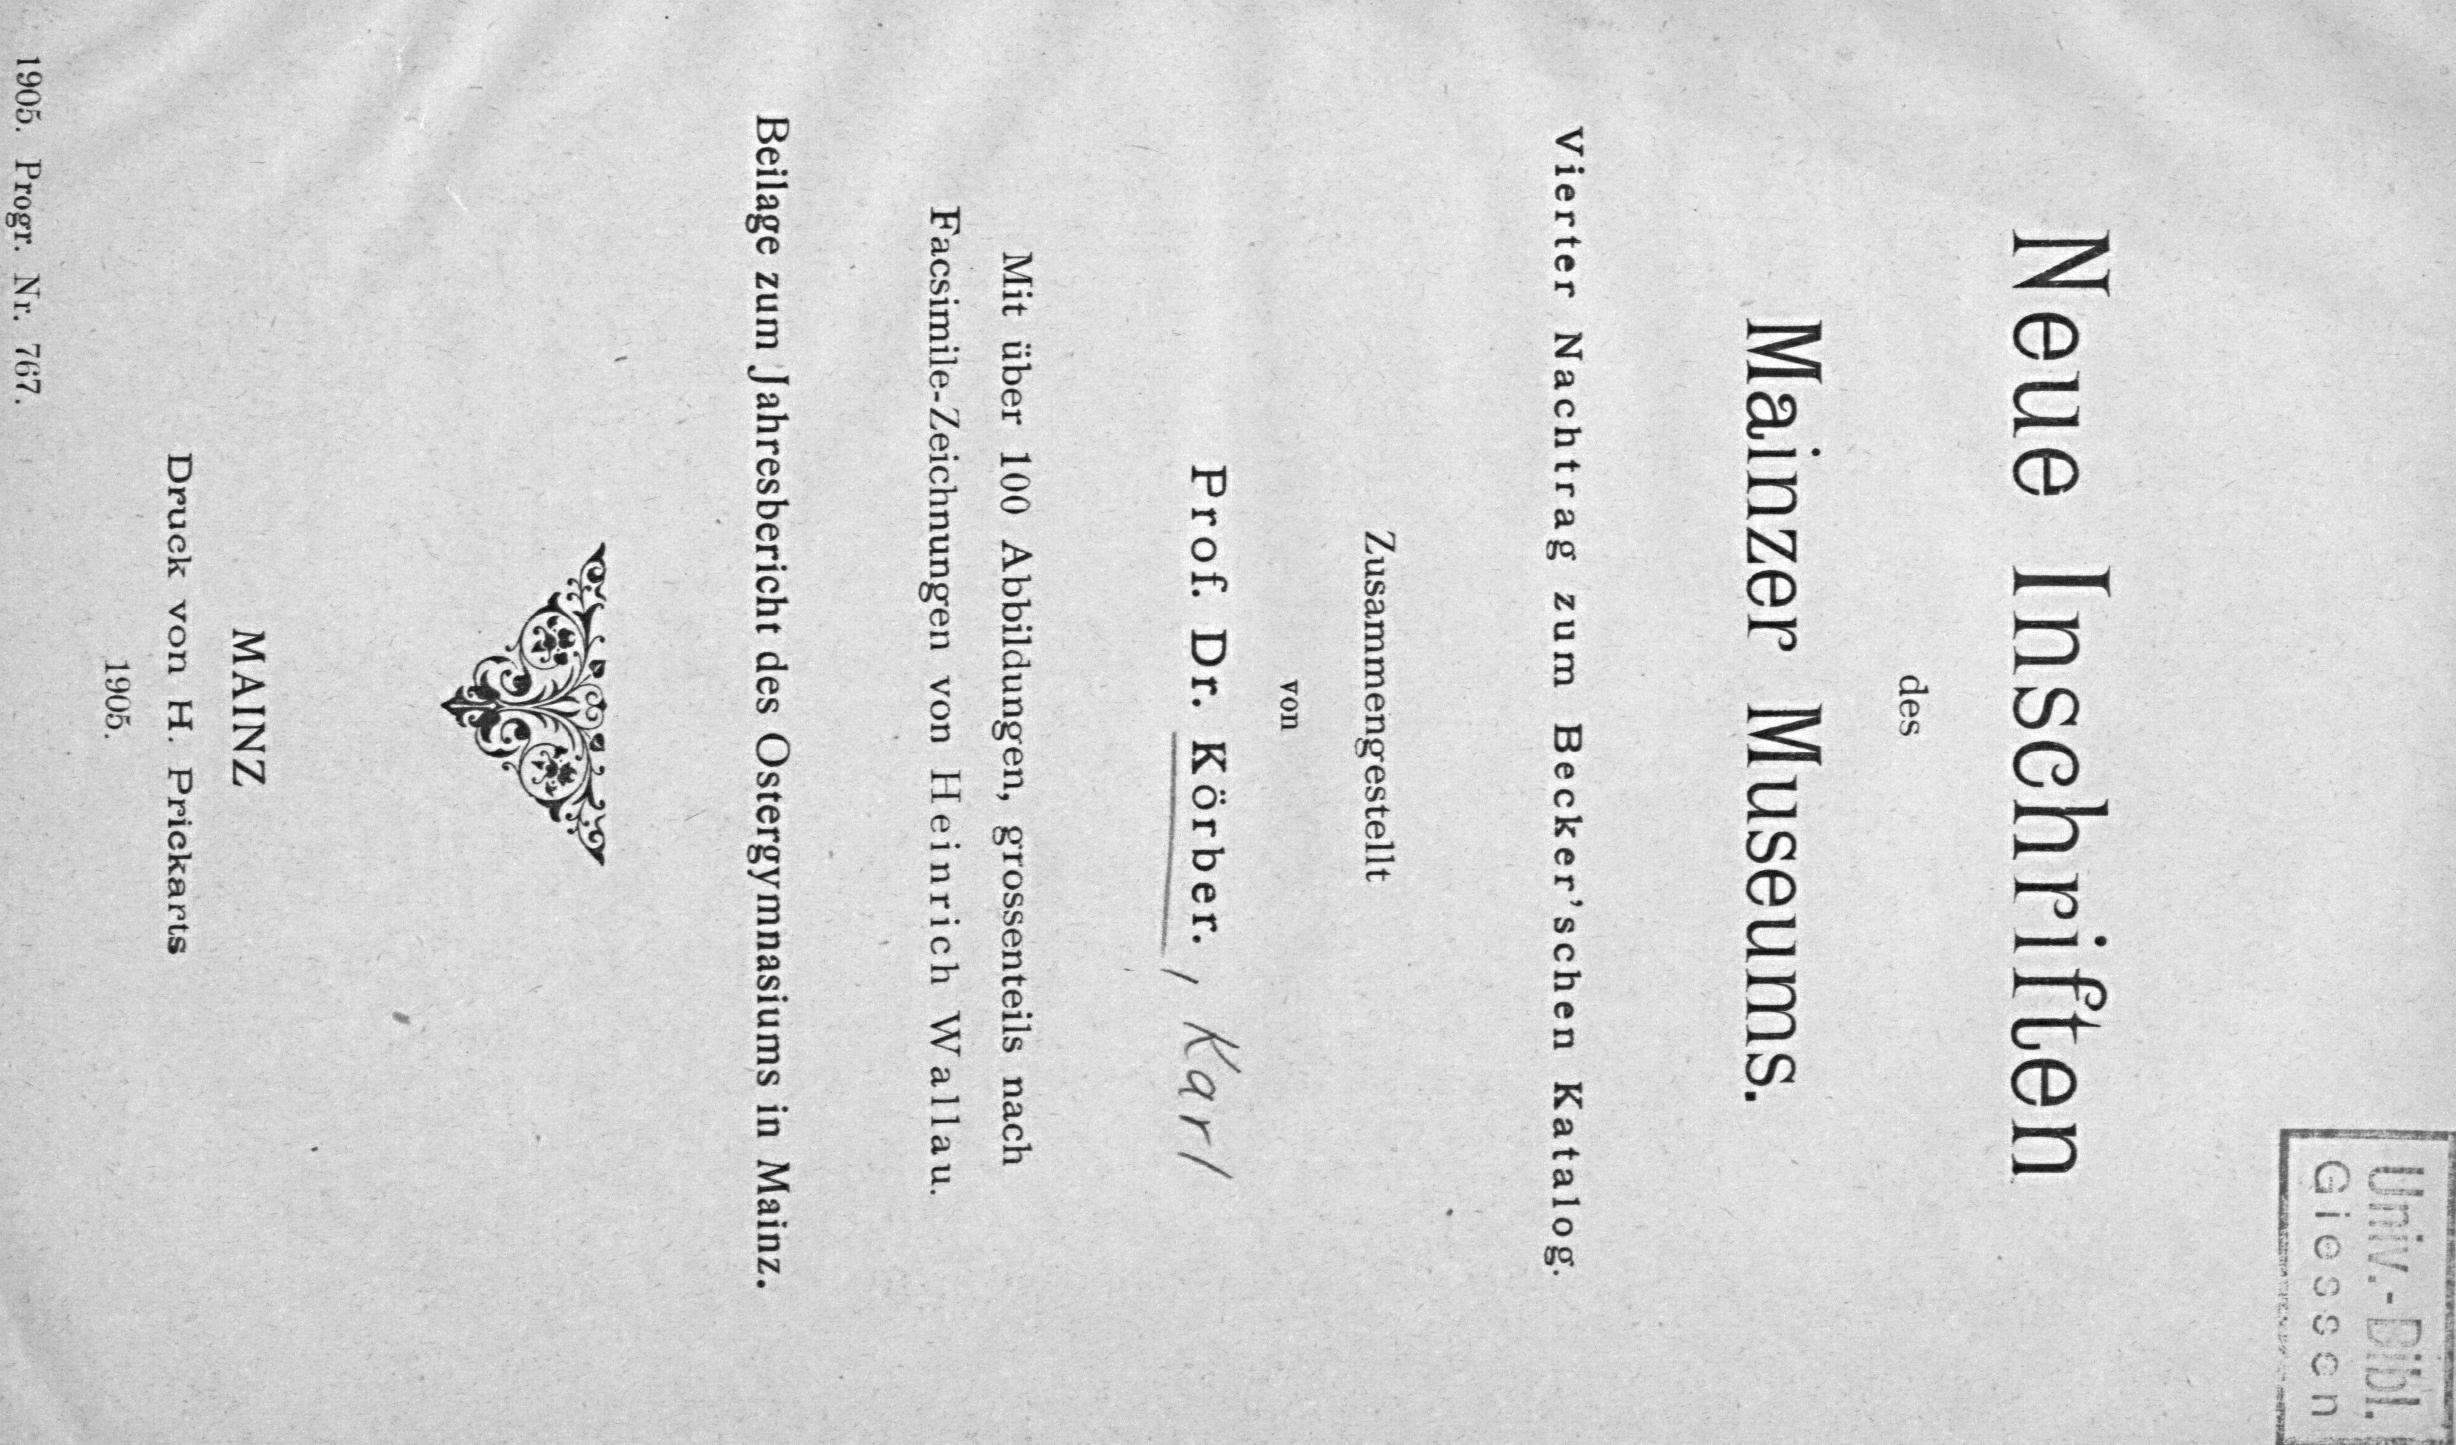 Univ.-Bibl.
Giessen
Neue Inschriften
des
Mainzer Museums.
Vierter Nachtrag zum Becker'schen Katalog.
Zusammengestellt
von
Prof. Dr. Körber., Karl
Mit über 100 Abbildungen, grossenteils nach
Facsimile-Zeichnungen von Heinrich Wallau.
Beilage zum Jahresbericht des Ostergymnasiums in Mainz.
MAINZ
Druck von H. Prickarts
1905.
1905. Progr. Nr. 767.